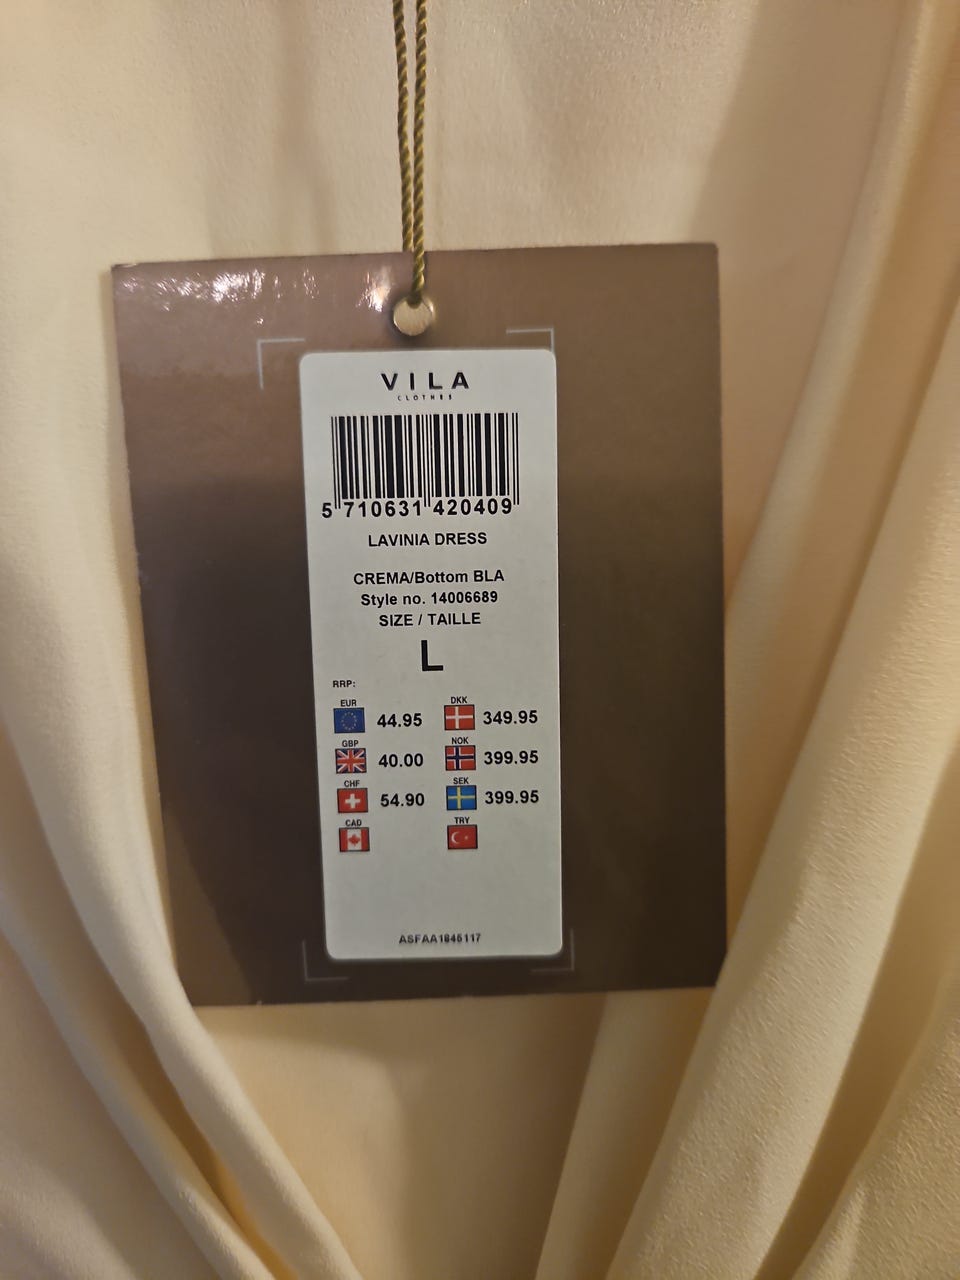 VILA
CLOTHES
5 710631 420409
LAVINIA DRESS
CREMA/Bottom BLA
Style no. 14006689
SIZE / TAILLE
L
RRP:
EUR 44.95 DKK 349.95
GBP 40.00 NOK 399.95
CHF 54.90 SEK 399.95
CAD TRY
ASFAA1845117